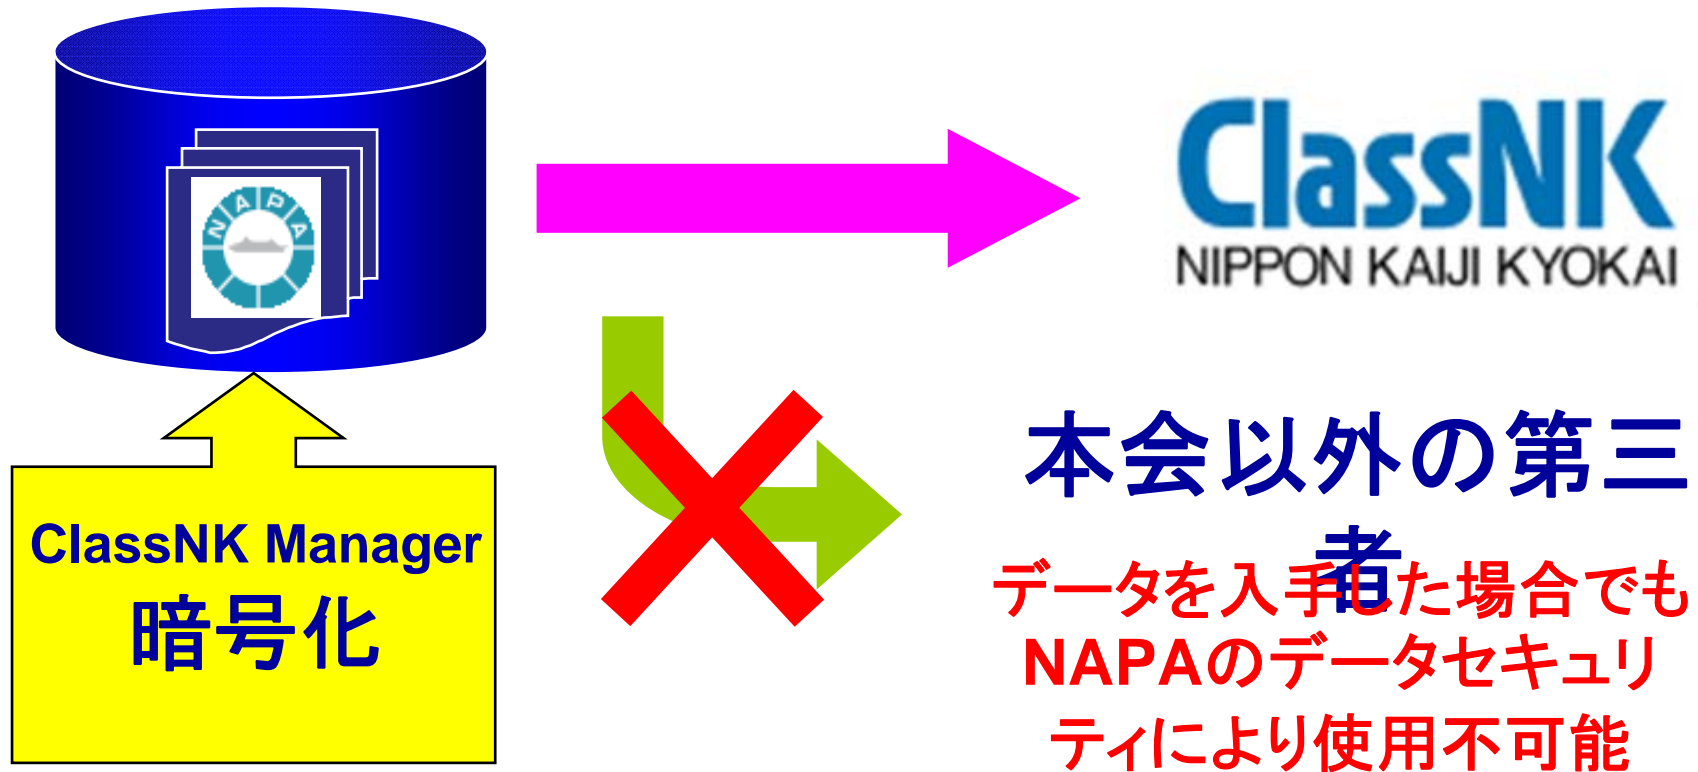 NAPA
ClassNK
NIPPON KAIJI KYOKAI
ClassNK Manager
暗号化
本会以外の第三
者
データを入手した場合でも
NAPAのデータセキュリ
ティにより使用不可能